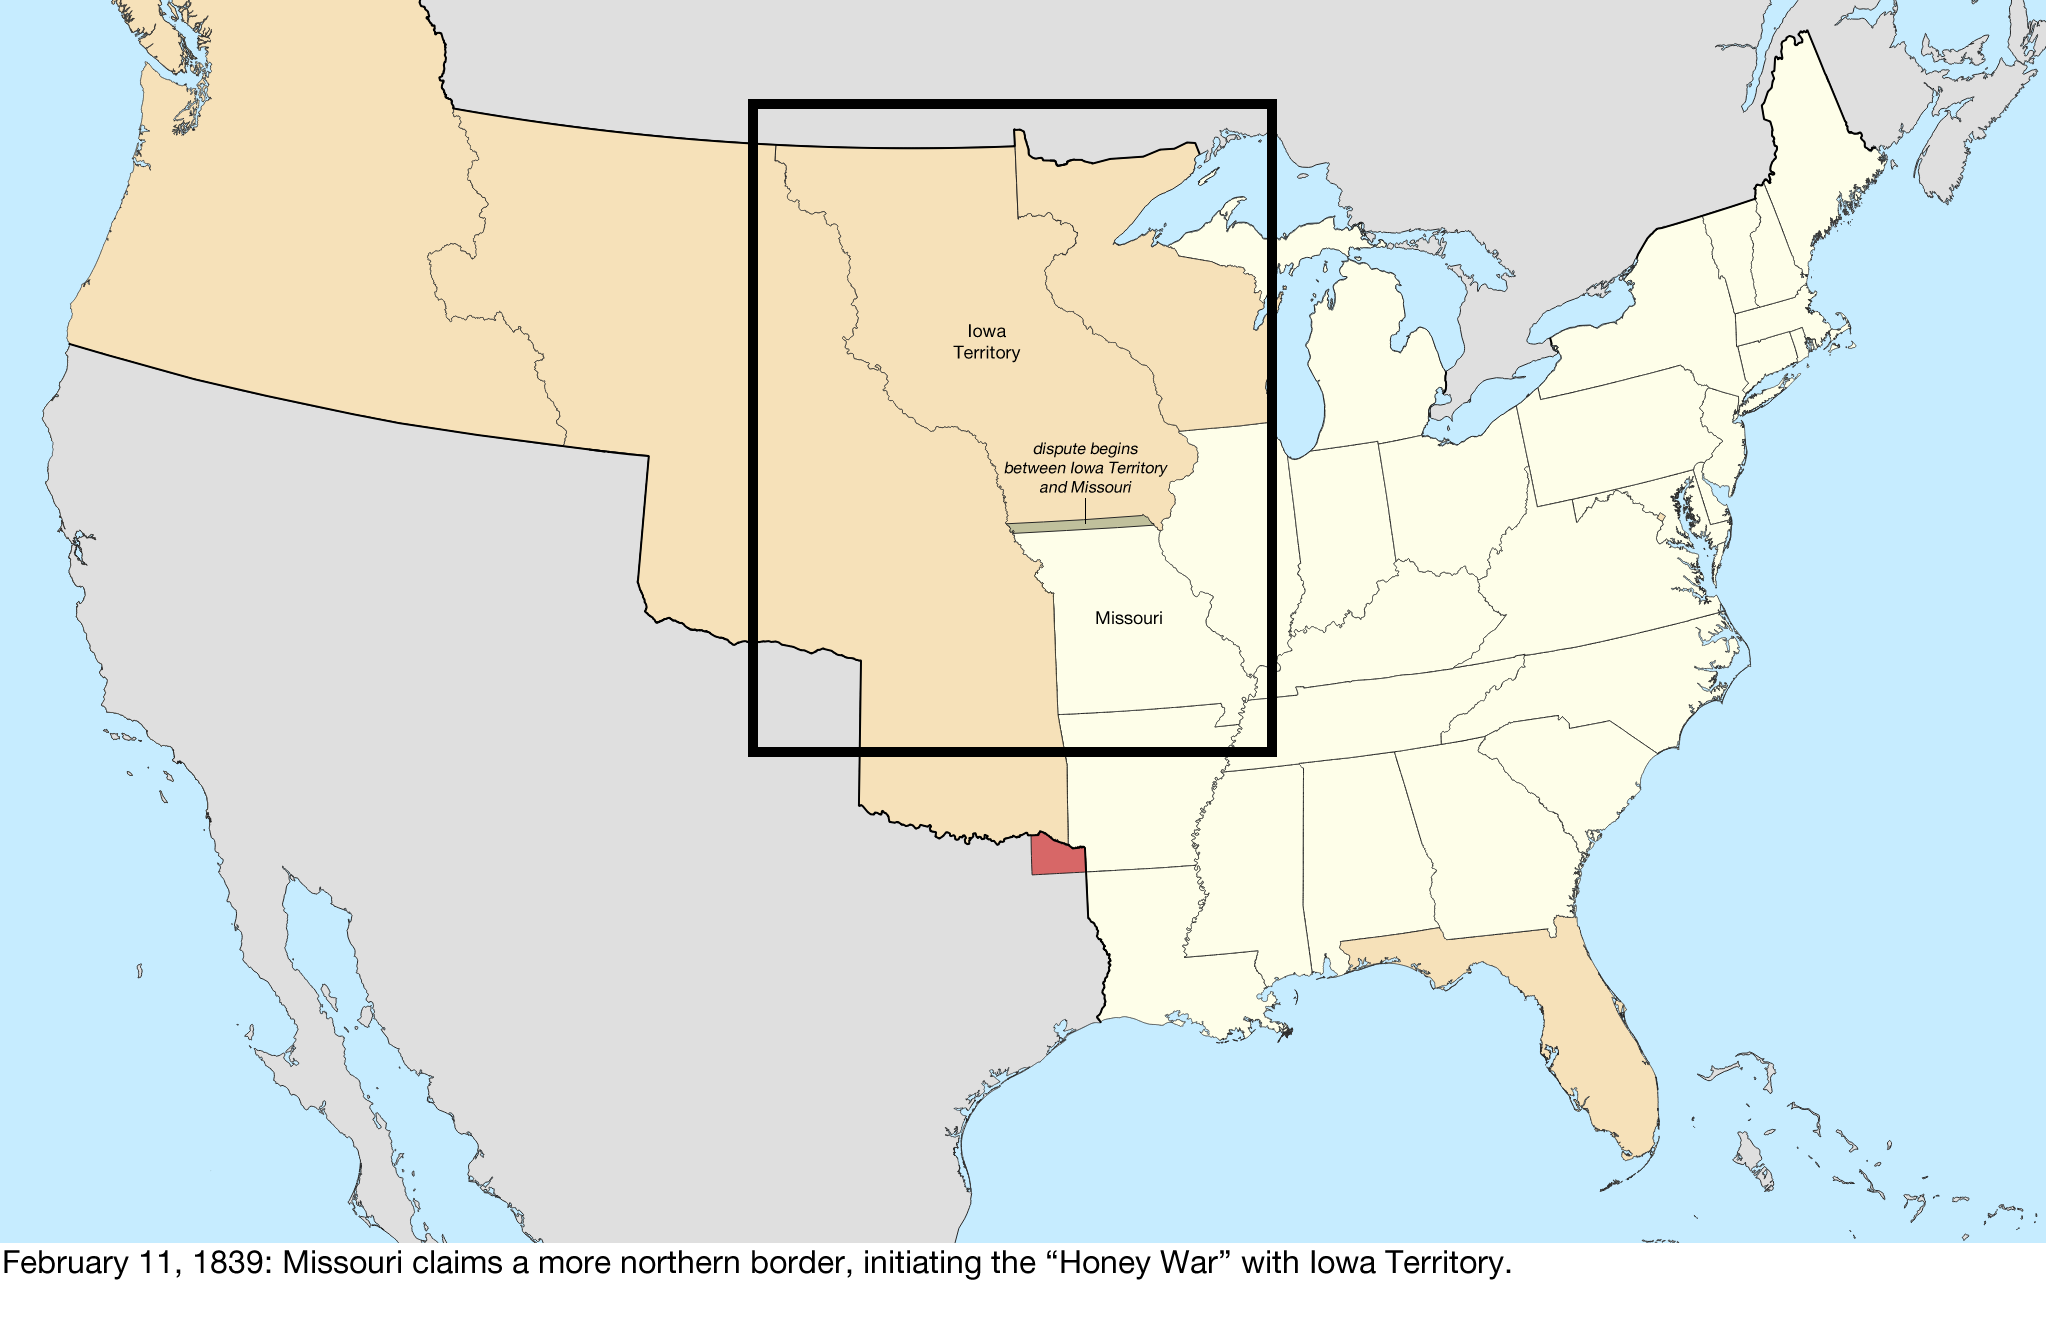 Iowa
Territory
dispute begins
between Iowa Territory
and Missouri
Missouri
February 11, 1839: Missouri claims a more northern border, initiating the “Honey War” with Iowa Territory.